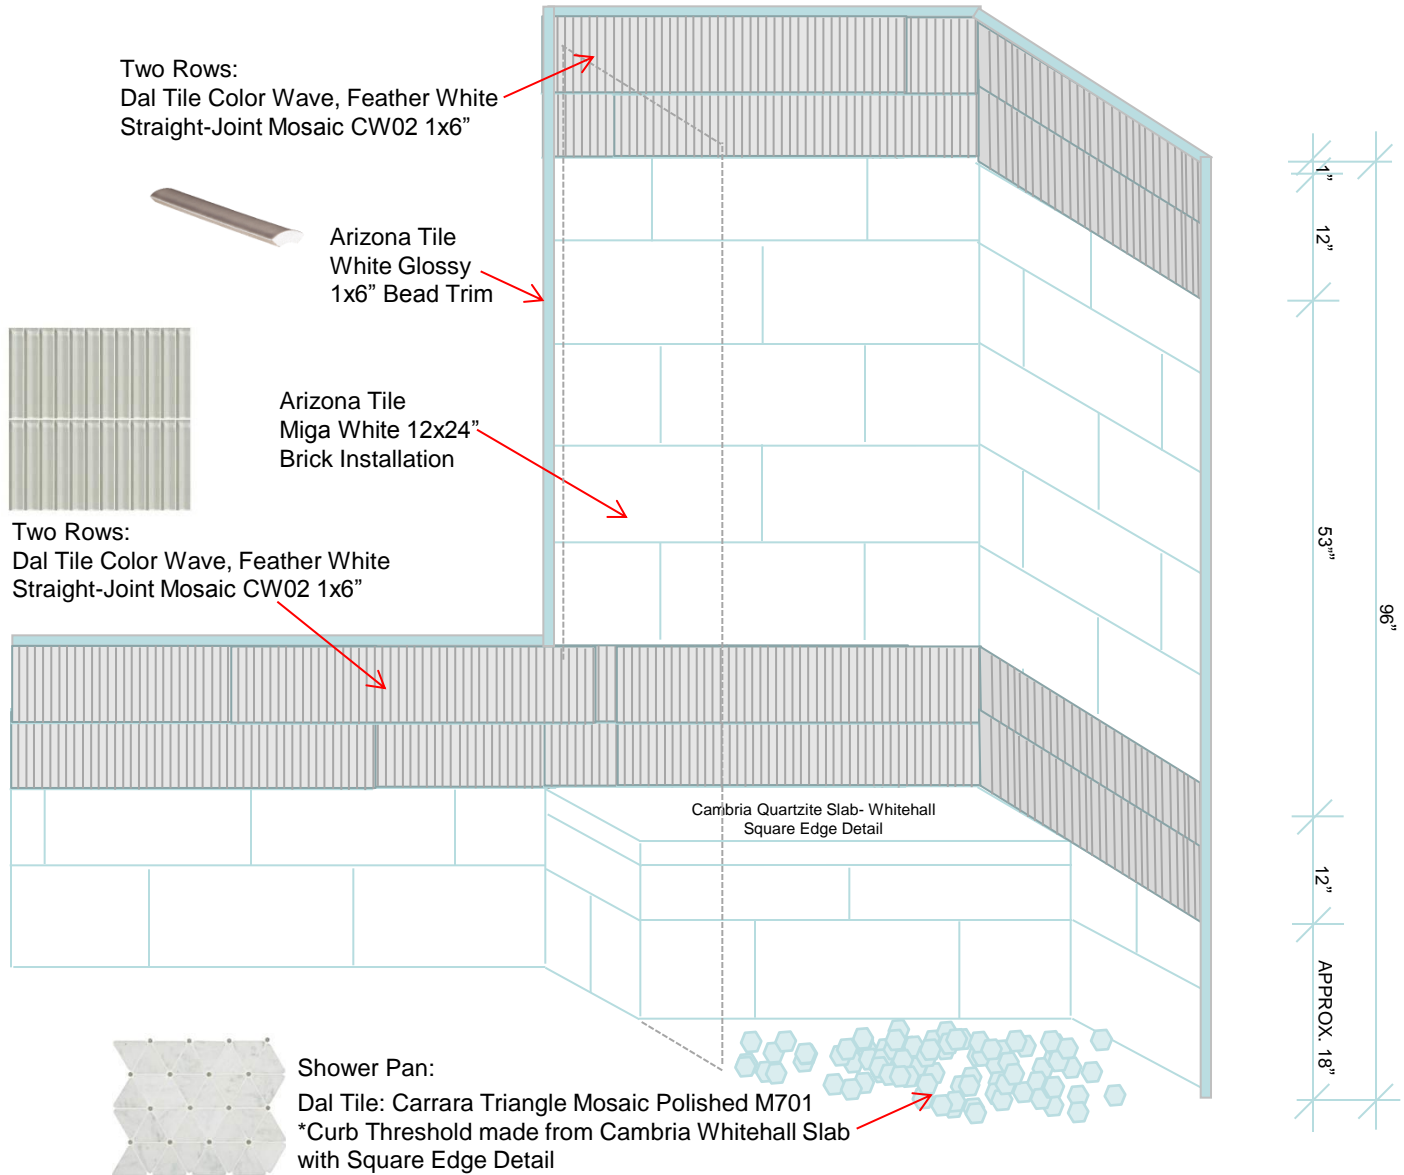 Two Rows:
Dal Tile Color Wave, Feather White
Straight-Joint Mosaic CW02 1x6”
Arizona Tile
White Glossy
1x6” Bead Trim
Arizona Tile
Miga White 12x24”
Brick Installation
Two Rows:
Dal Tile Color Wave, Feather White
Straight-Joint Mosaic CW02 1x6”
Cambria Quartzite Slab- Whitehall
Square Edge Detail
Shower Pan:
Dal Tile: Carrara Triangle Mosaic Polished M701
*Curb Threshold made from Cambria Whitehall Slab
with Square Edge Detail
1”
12”
53””
12”
APPROX. 18”
96”